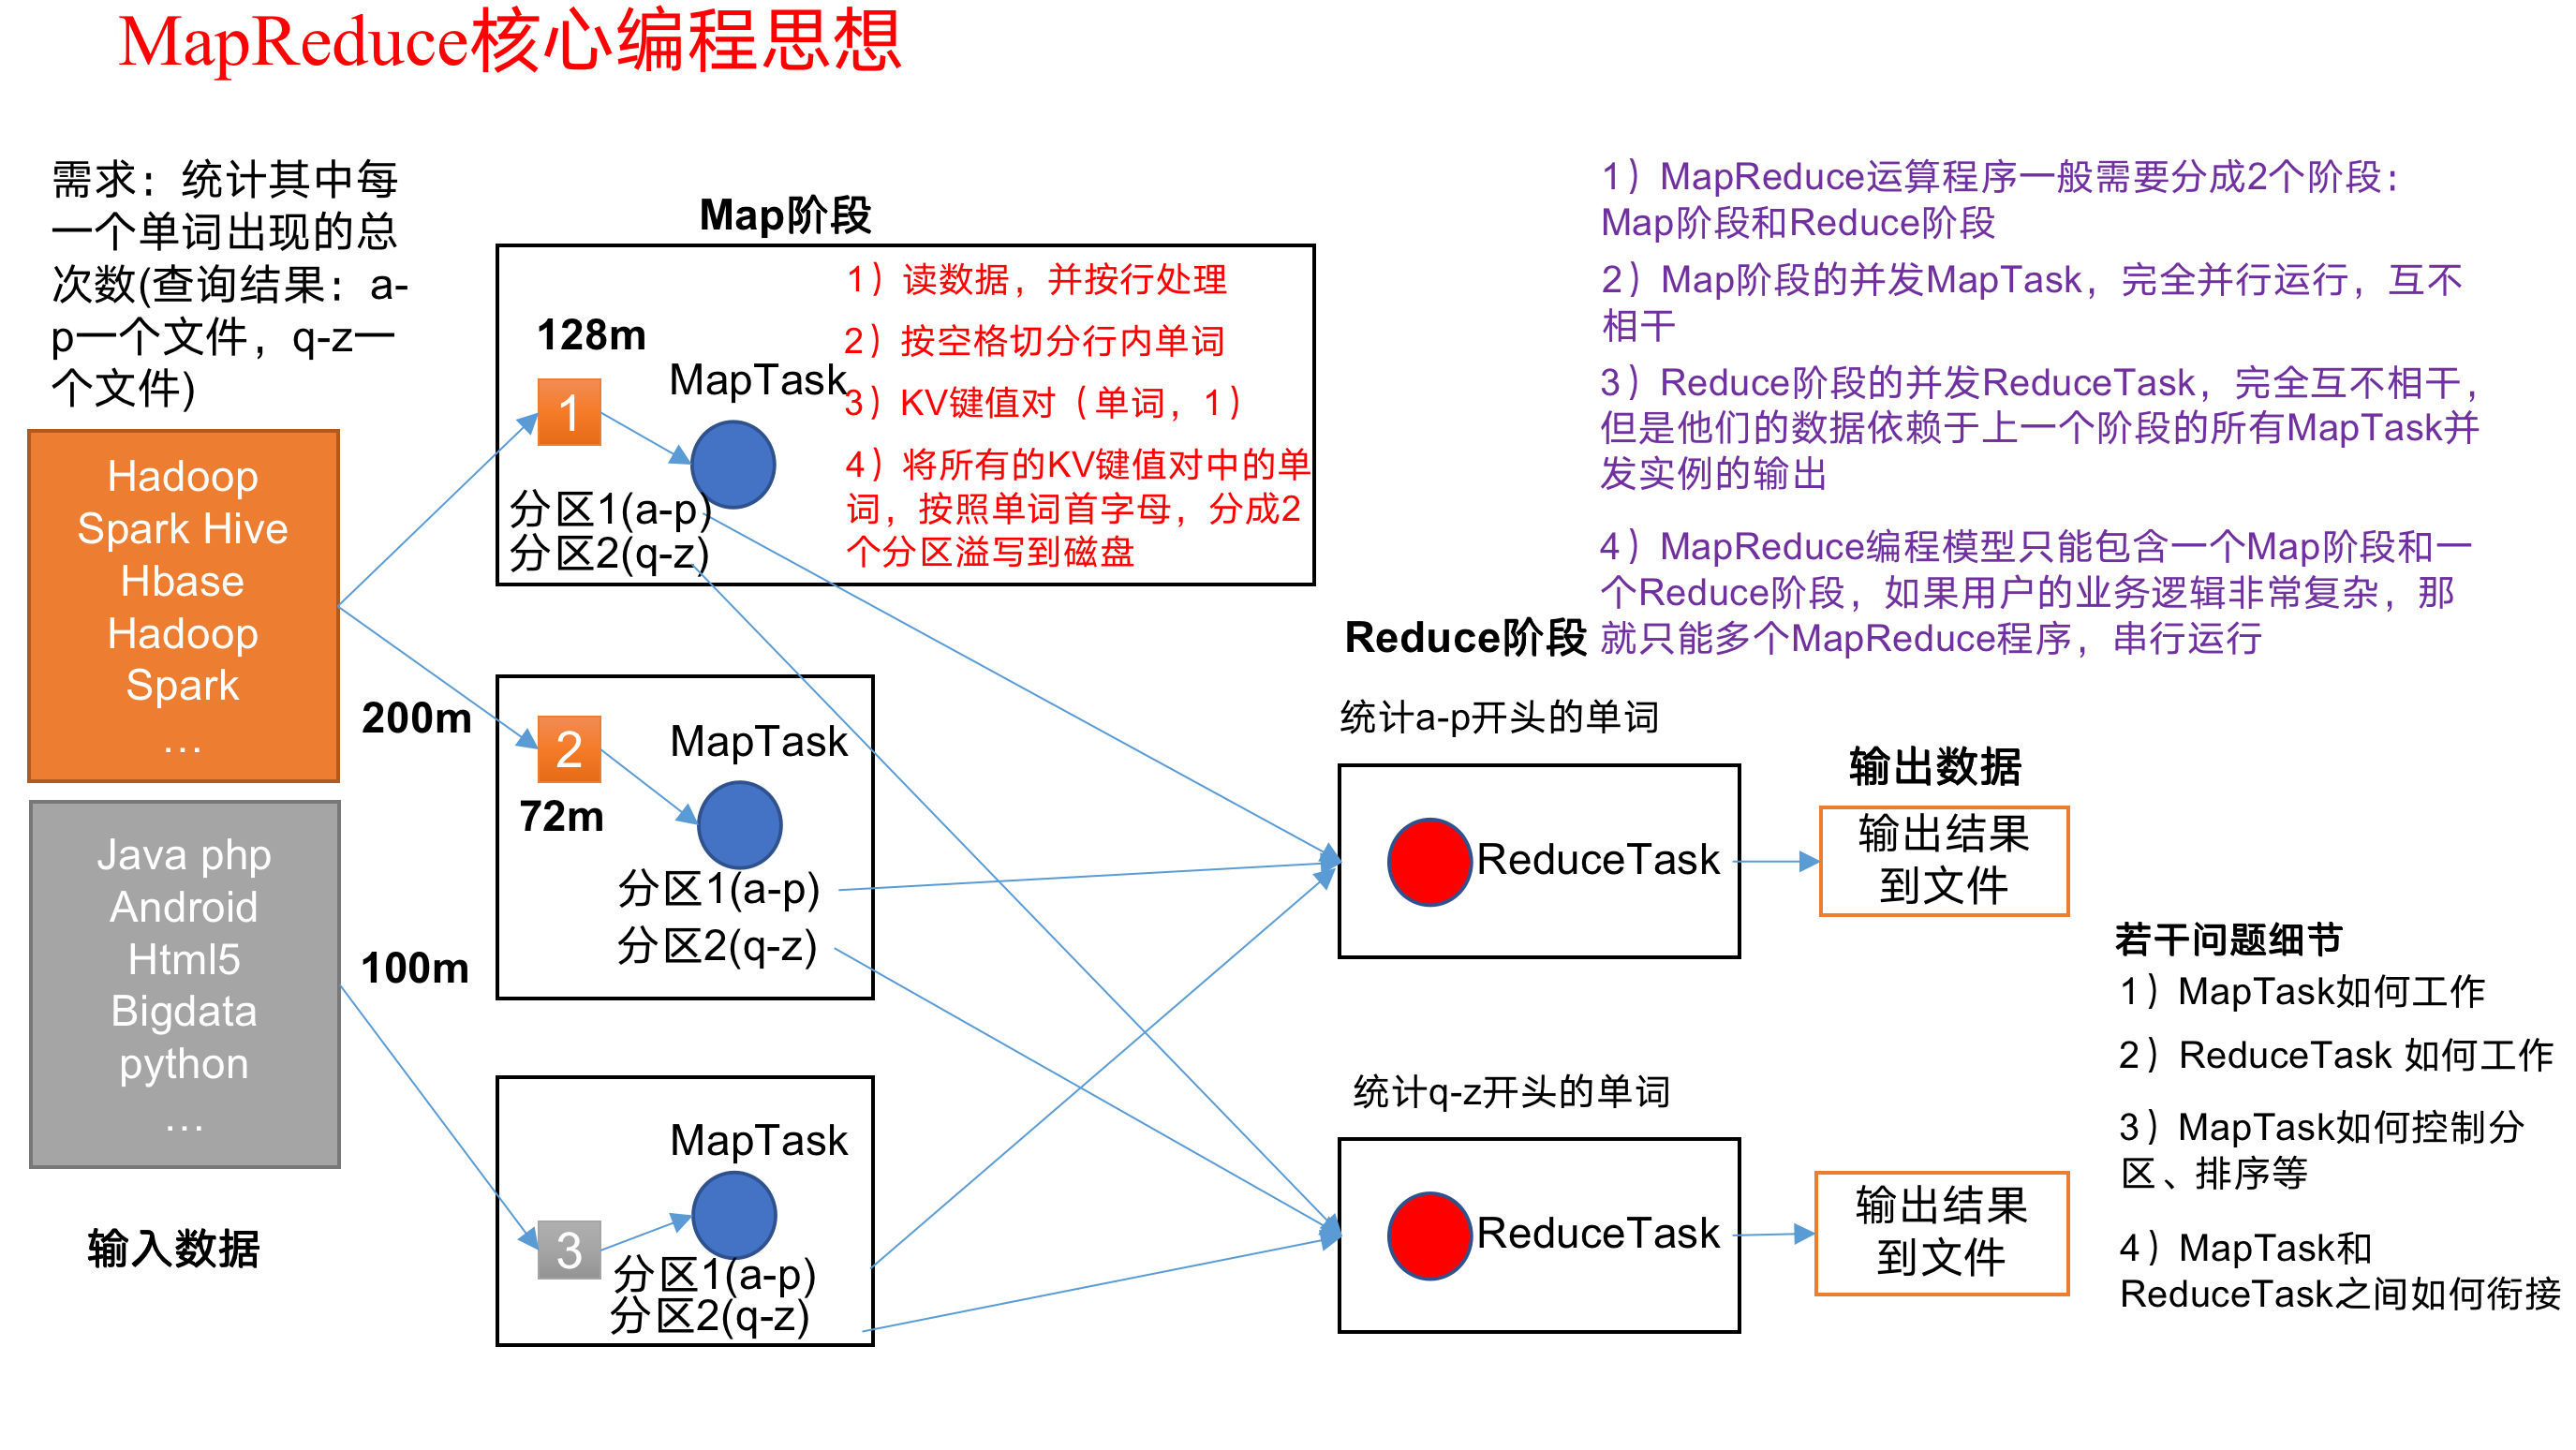 MapReduce核心编程思想
需求：统计其中每
一个单词出现的总
次数(查询结果：a-
p一个文件，q-z一
个文件)
Hadoop
Spark Hive
Hbase
Hadoop
Spark
...
200m
Java php
Android
Html5
Bigdata
python
...
100m
输入数据
Map阶段
128m
1
MapTask
分区1(a-p)
分区2(q-z)
1）读数据，并按行处理
2）按空格切分行内单词
3）KV键值对（单词，1）
4）将所有的KV键值对中的单
词，按照单词首字母，分成2
个分区溢写到磁盘
2
72m
MapTask
分区1(a-p)
分区2(q-z)
3
MapTask
分区1(a-p)
分区2(q-z)
1）MapReduce运算程序一般需要分成2个阶段：
Map阶段和Reduce阶段
2）Map阶段的并发MapTask，完全并行运行，互不
相干
3）Reduce阶段的并发ReduceTask，完全互不相干，
但是他们的数据依赖于上一个阶段的所有MapTask并
发实例的输出
4）MapReduce编程模型只能包含一个Map阶段和一
个Reduce阶段，如果用户的业务逻辑非常复杂，那
就只能多个MapReduce程序，串行运行
Reduce阶段
统计a-p开头的单词
ReduceTask
统计q-z开头的单词
ReduceTask
输出数据
输出结果
到文件
输出结果
到文件
若干问题细节
1）MapTask如何工作
2）ReduceTask 如何工作
3）MapTask如何控制分
区、排序等
4）MapTask和
ReduceTask之间如何衔接